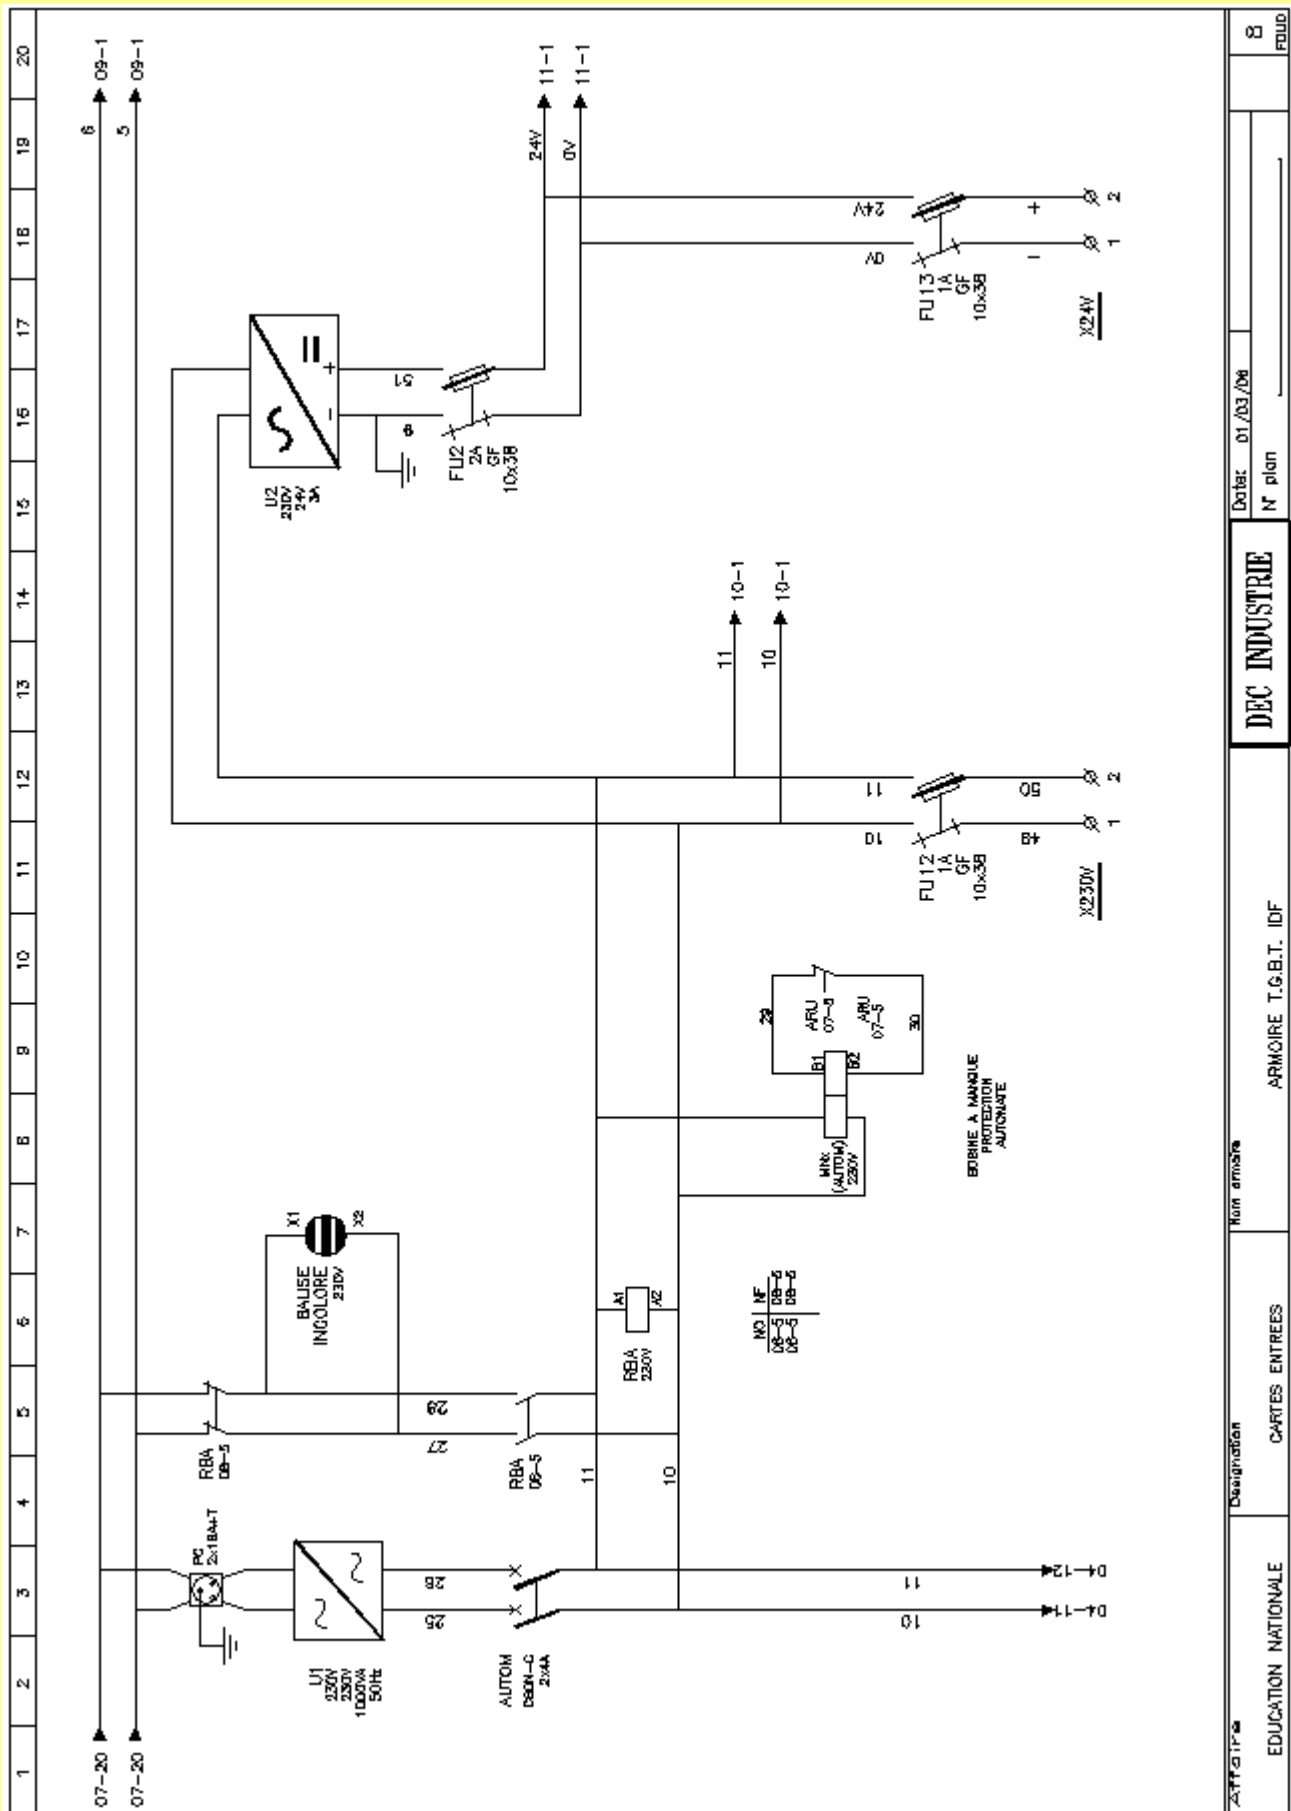 1 2 3 4 5 6 7 8 9 10 11 12 13 14 15 16 17 18 19 20
07-20
6
09-1
07-20
5
09-1
PC
2x16A+T
U1
230V
230V
1000VA
50Hz
25
26
AUTOM
2x4A
10
11
04-11
04-12
RBA
08-5
27
28
RBA
08-5
11
10
BALISE
INCOLORE
230V
X1
X2
RBA
230V
A1
A2
NO NF
08-5 08-5
08-5 08-5
MNx
(AUTOM)
230V
B1
B2
29
ARU
07-5
ARU
07-5
30
BOBINE A MANQUE
PROTECTION
AUTOMATE
11
10-1
10
10-1
10
11
FU12
1A
GF
10x38
49
50
1
2
X230V
U2
230V
24V
3A
-
+
51
FU2
2A
GF
10x38
24V
11-1
0V
11-1
0V
24V
FU13
1A
GF
10x38
-
+
1
2
X24V
Affaire
EDUCATION NATIONALE
Designation
CARTES ENTREES
Nom armoire
ARMOIRE T.G.B.T. IDF
DEC INDUSTRIE
Date: 01/03/06
N° plan
8
FOLIO